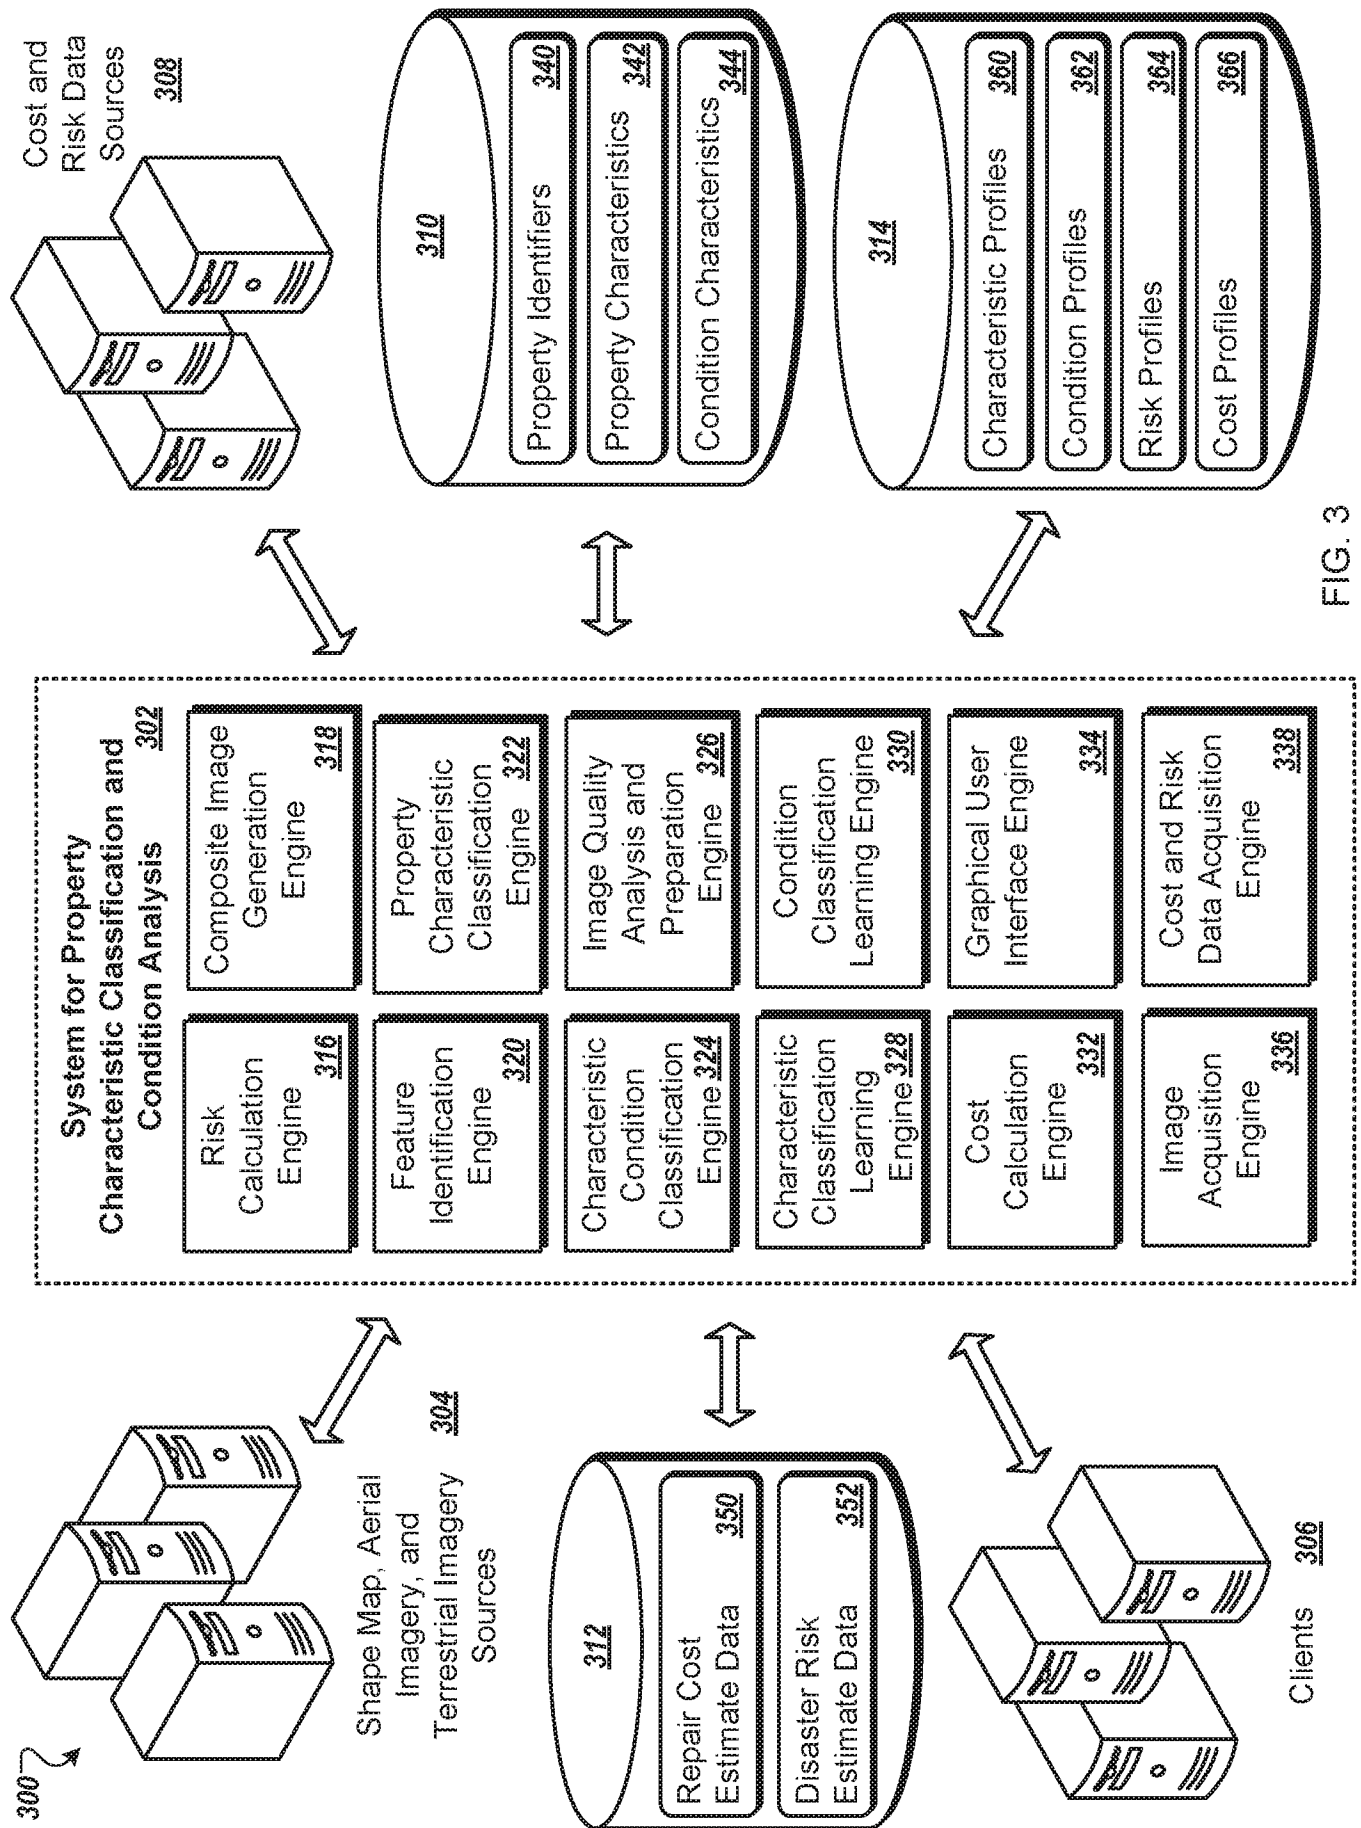 300
Shape Map, Aerial
Imagery, and
Terrestrial Imagery
Sources
304
312
Repair Cost
Estimate Data
350
Disaster Risk
Estimate Data
352
Clients
306
System for Property
Characteristic Classification and
Condition Analysis
302
Risk
Calculation
Engine
316
Composite Image
Generation
Engine
318
Feature
Identification
Engine
320
Property
Characteristic
Classification
Engine
322
Characteristic
Condition
Classification
Engine
324
Image Quality
Analysis and
Preparation
Engine
326
Characteristic
Classification
Learning
Engine
328
Condition
Classification
Learning Engine
330
Cost
Calculation
Engine
332
Graphical User
Interface Engine
334
Image
Acquisition
Engine
336
Cost and Risk
Data Acquisition
Engine
338
Cost and
Risk Data
Sources
308
310
Property Identifiers
340
Property Characteristics
342
Condition Characteristics
344
314
Characteristic Profiles
360
Condition Profiles
362
Risk Profiles
364
Cost Profiles
366
FIG. 3